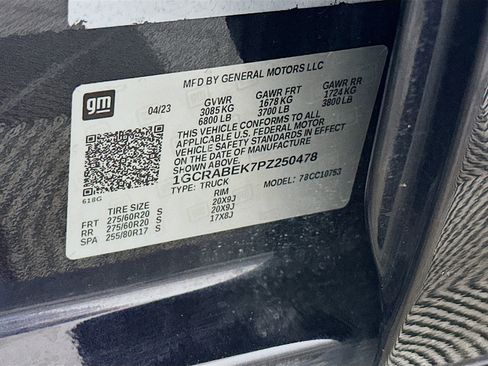 MFD BY GENERAL MOTORS LLC
gm
04/23 GVWR GAWR FRT GAWR RR
3085 KG 1678 KG 1724 KG
6800 LB 3700 LB 3800 LB
THIS VEHICLE CONFORMS TO ALL
APPLICABLE U.S. FEDERAL MOTOR
VEHICLE SAFETY STANDARDS IN
EFFECT ON THE DATE OF MANUFACTURE
SHOWN ABOVE.
1GCRABEK7PZ250478
618G TYPE: TRUCK MODEL: 78CC10753
TIRE SIZE RIM
FRT 275/60R20 S 20X9J
RR 275/60R20 S 20X9J
SPA 255/80R17 S 17X8J